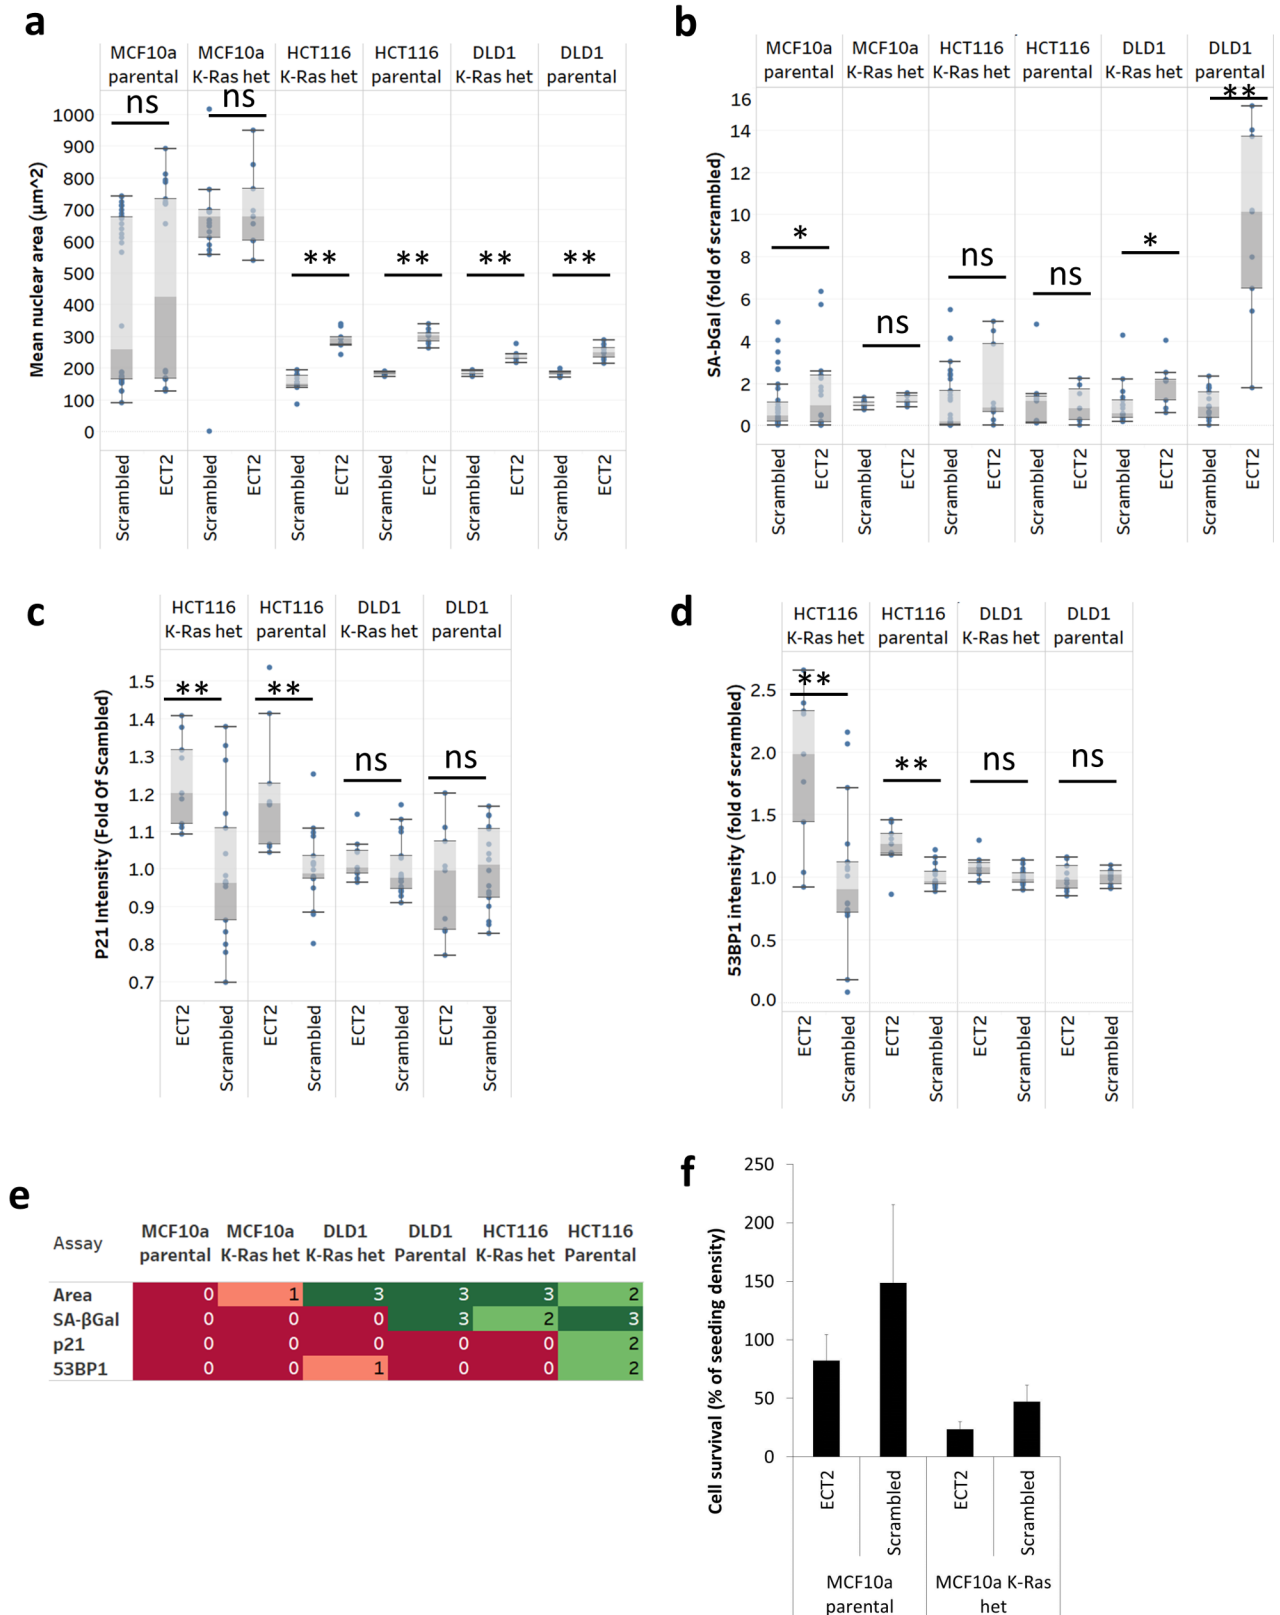 a
MCF10a MCF10a HCT116 HCT116 DLD1 DLD1
parental K-Ras het K-Ras het parental K-Ras het parental
ns ns ** ** ** **
Mean nuclear area (µm^2)
1000
900
800
700
600
500
400
300
200
100
0
Scrambled ECT2 Scrambled ECT2 Scrambled ECT2 Scrambled ECT2 Scrambled ECT2 Scrambled ECT2
b
MCF10a MCF10a HCT116 HCT116 DLD1 DLD1
parental K-Ras het K-Ras het parental K-Ras het parental
* ns ns ns * **
SA-bGal (fold of scrambled)
16
14
12
10
8
6
4
2
0
Scrambled ECT2 Scrambled ECT2 Scrambled ECT2 Scrambled ECT2 Scrambled ECT2 Scrambled ECT2
c
HCT116 HCT116 DLD1 DLD1
K-Ras het parental K-Ras het parental
** ** ns ns
P21 Intensity (Fold Of Scambled)
1.5
1.4
1.3
1.2
1.1
1.0
0.9
0.8
0.7
ECT2 Scrambled ECT2 Scrambled ECT2 Scrambled ECT2 Scrambled
d
HCT116 HCT116 DLD1 DLD1
K-Ras het parental K-Ras het parental
** ** ns ns
53BP1 intensity (fold of scrambled)
2.5
2.0
1.5
1.0
0.5
0.0
ECT2 Scrambled ECT2 Scrambled ECT2 Scrambled ECT2 Scrambled
e
MCF10a MCF10a DLD1 DLD1 HCT116 HCT116
Assay parental K-Ras het K-Ras het Parental K-Ras het Parental
Area 0 1 3 3 3 2
SA-βGal 0 0 0 3 2 3
p21 0 0 0 0 0 2
53BP1 0 0 1 0 0 2
f
Cell survival (% of seeding density)
250
200
150
100
50
0
ECT2 Scrambled ECT2 Scrambled
MCF10a MCF10a K-Ras
parental het